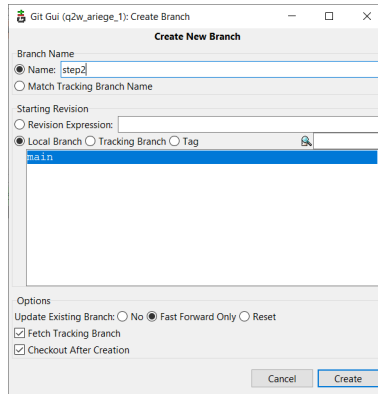 Git Gui (q2w_ariege_1): Create Branch
Create New Branch
Branch Name
Name: step2
Match Tracking Branch Name
Starting Revision
Revision Expression:
Local Branch Tracking Branch Tag
main
Options
Update Existing Branch: No Fast Forward Only Reset
Fetch Tracking Branch
Checkout After Creation
Cancel Create